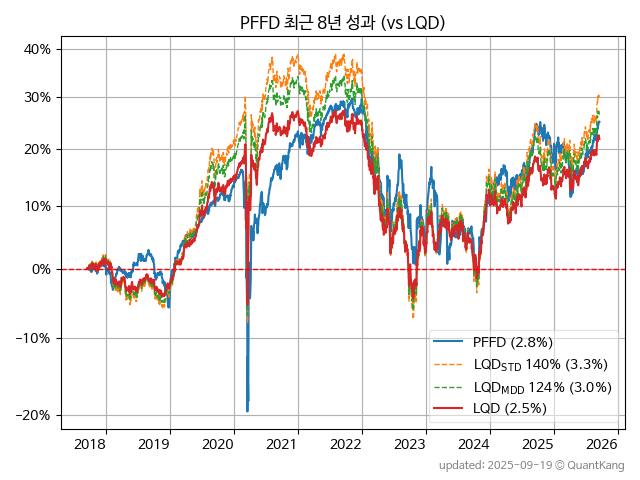 PFFD 최근 8년 성과 (vs LQD)
40%
30%
20%
10%
0%
−10%
−20%
PFFD (2.8%)
LQD_STD 140% (3.3%)
LQD_MDD 124% (3.0%)
LQD (2.5%)
2018 2019 2020 2021 2022 2023 2024 2025 2026
updated: 2025-09-19 © QuantKang